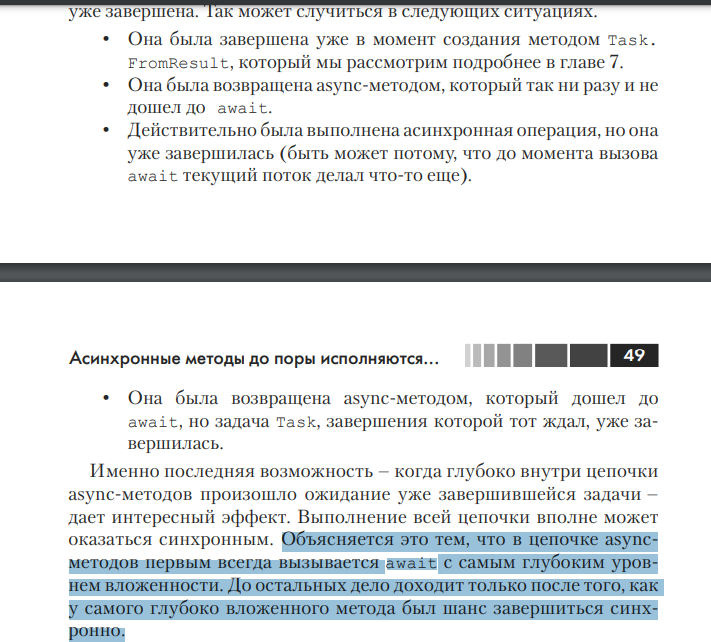 уже завершена. Так может случиться в следующих ситуациях.
• Она была завершена уже в момент создания методом Task.
FromResult, который мы рассмотрим подробнее в главе 7.
• Она была возвращена async-методом, который так ни разу и не
дошел до await.
• Действительно была выполнена асинхронная операция, но она
уже завершилась (быть может потому, что до момента вызова
await текущий поток делал что-то еще).
Асинхронные методы до поры исполняются... 49
• Она была возвращена async-методом, который дошел до
await, но задача Task, завершения которой тот ждал, уже за-
вершилась.
Именно последняя возможность – когда глубоко внутри цепочки
async-методов произошло ожидание уже завершившейся задачи –
дает интересный эффект. Выполнение всей цепочки вполне может
оказаться синхронным. Объясняется это тем, что в цепочке async-
методов первым всегда вызывается await с самым глубоким уров-
нем вложенности. До остальных дело доходит только после того, как
у самого глубоко вложенного метода был шанс завершиться синх-
ронно.